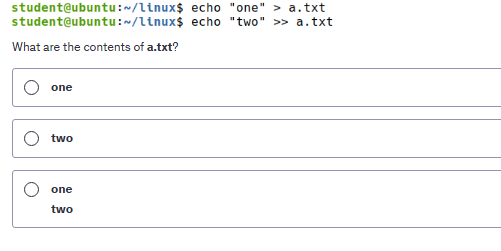 student@ubuntu:~/linux$ echo "one" > a.txt
student@ubuntu:~/linux$ echo "two" >> a.txt
What are the contents of a.txt?
one
two
one
two